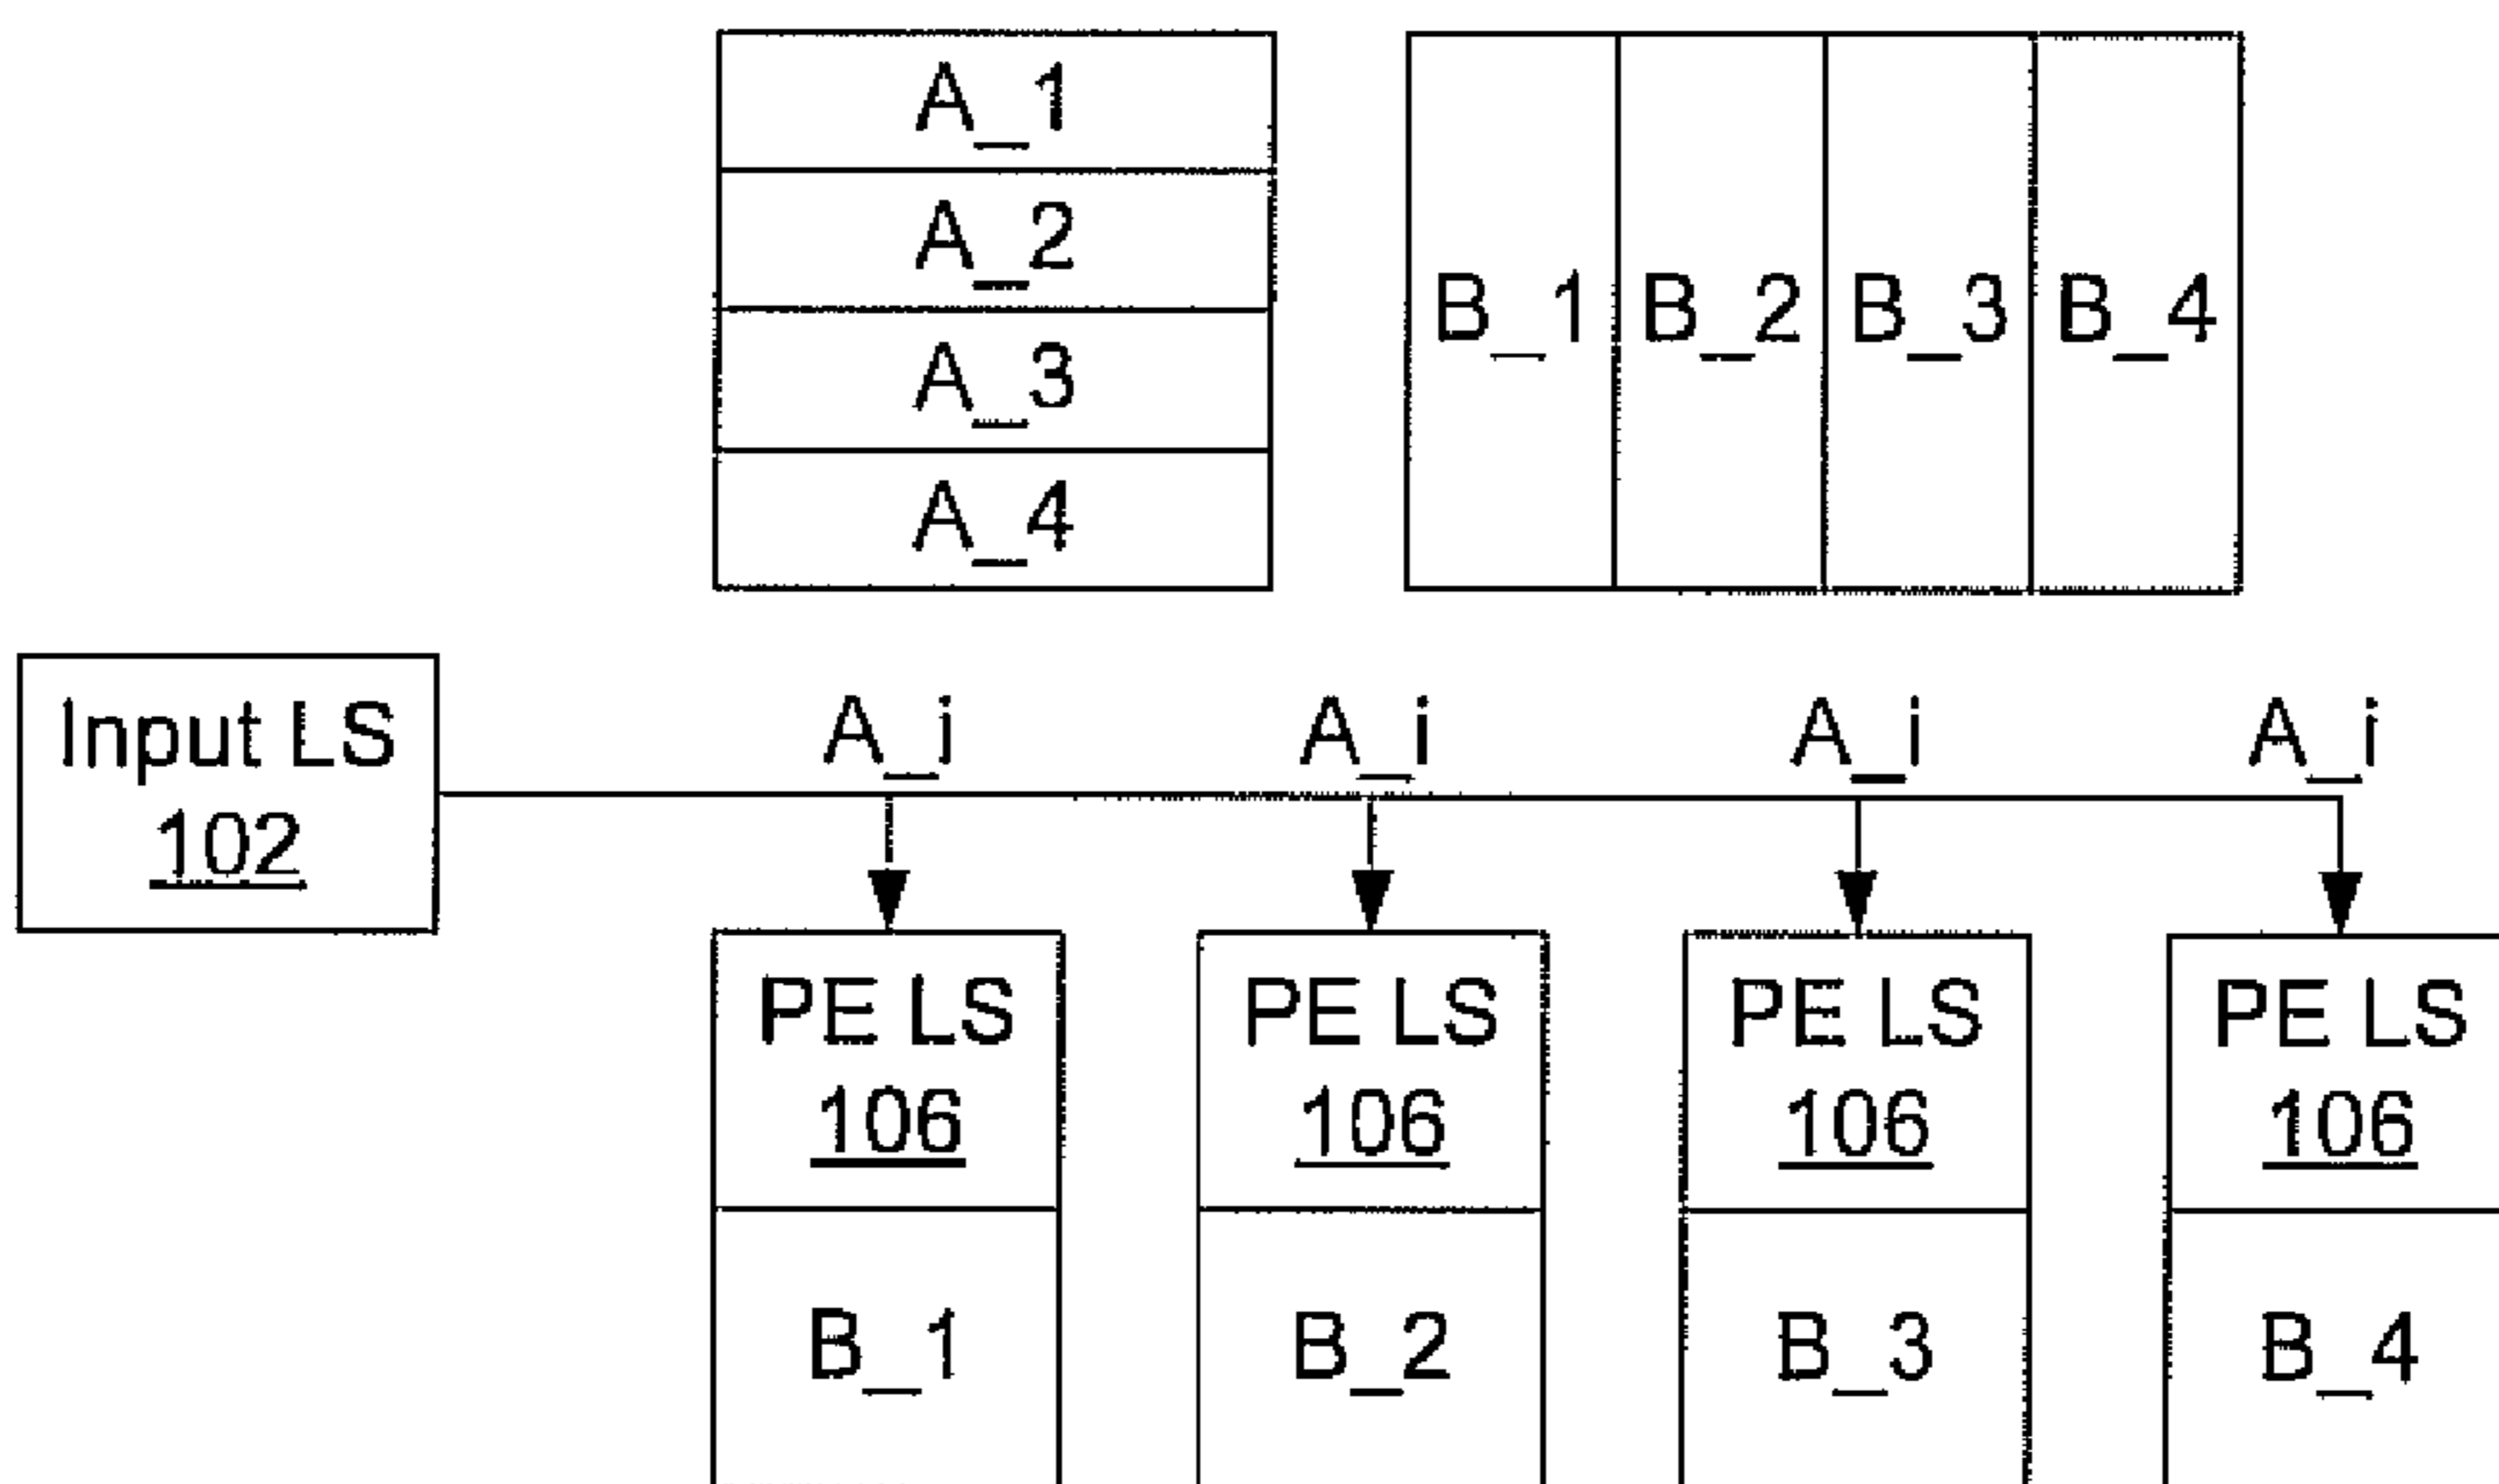 A_1
A_2
A_3
A_4
B_1 B_2 B_3 B_4
Input LS
102
A_i A_i A_i A_i
PE LS PE LS PE LS PE LS
106 106 106 106
B_1 B_2 B_3 B_4